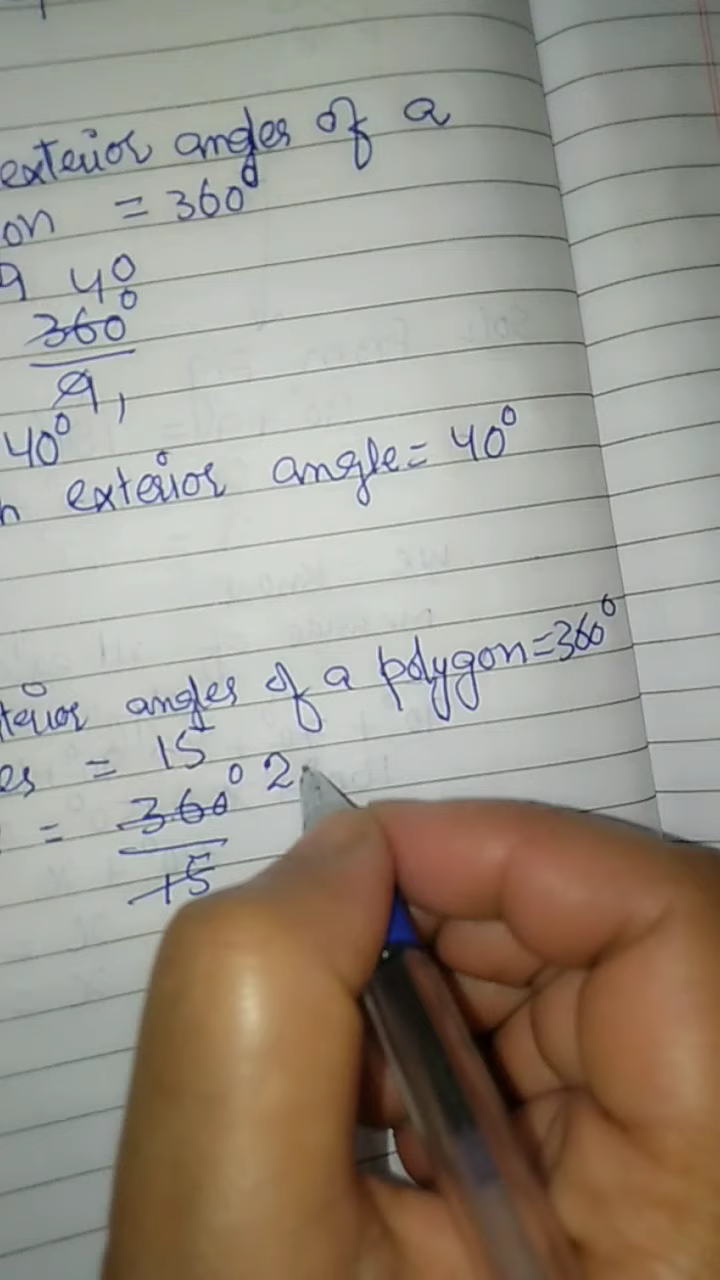 exterior angles of a
on = 360°
9 40°
360°
9,
40°
exterior angle = 40°
terior angles of a polygon = 360°
es = 15
= 360° 2
15